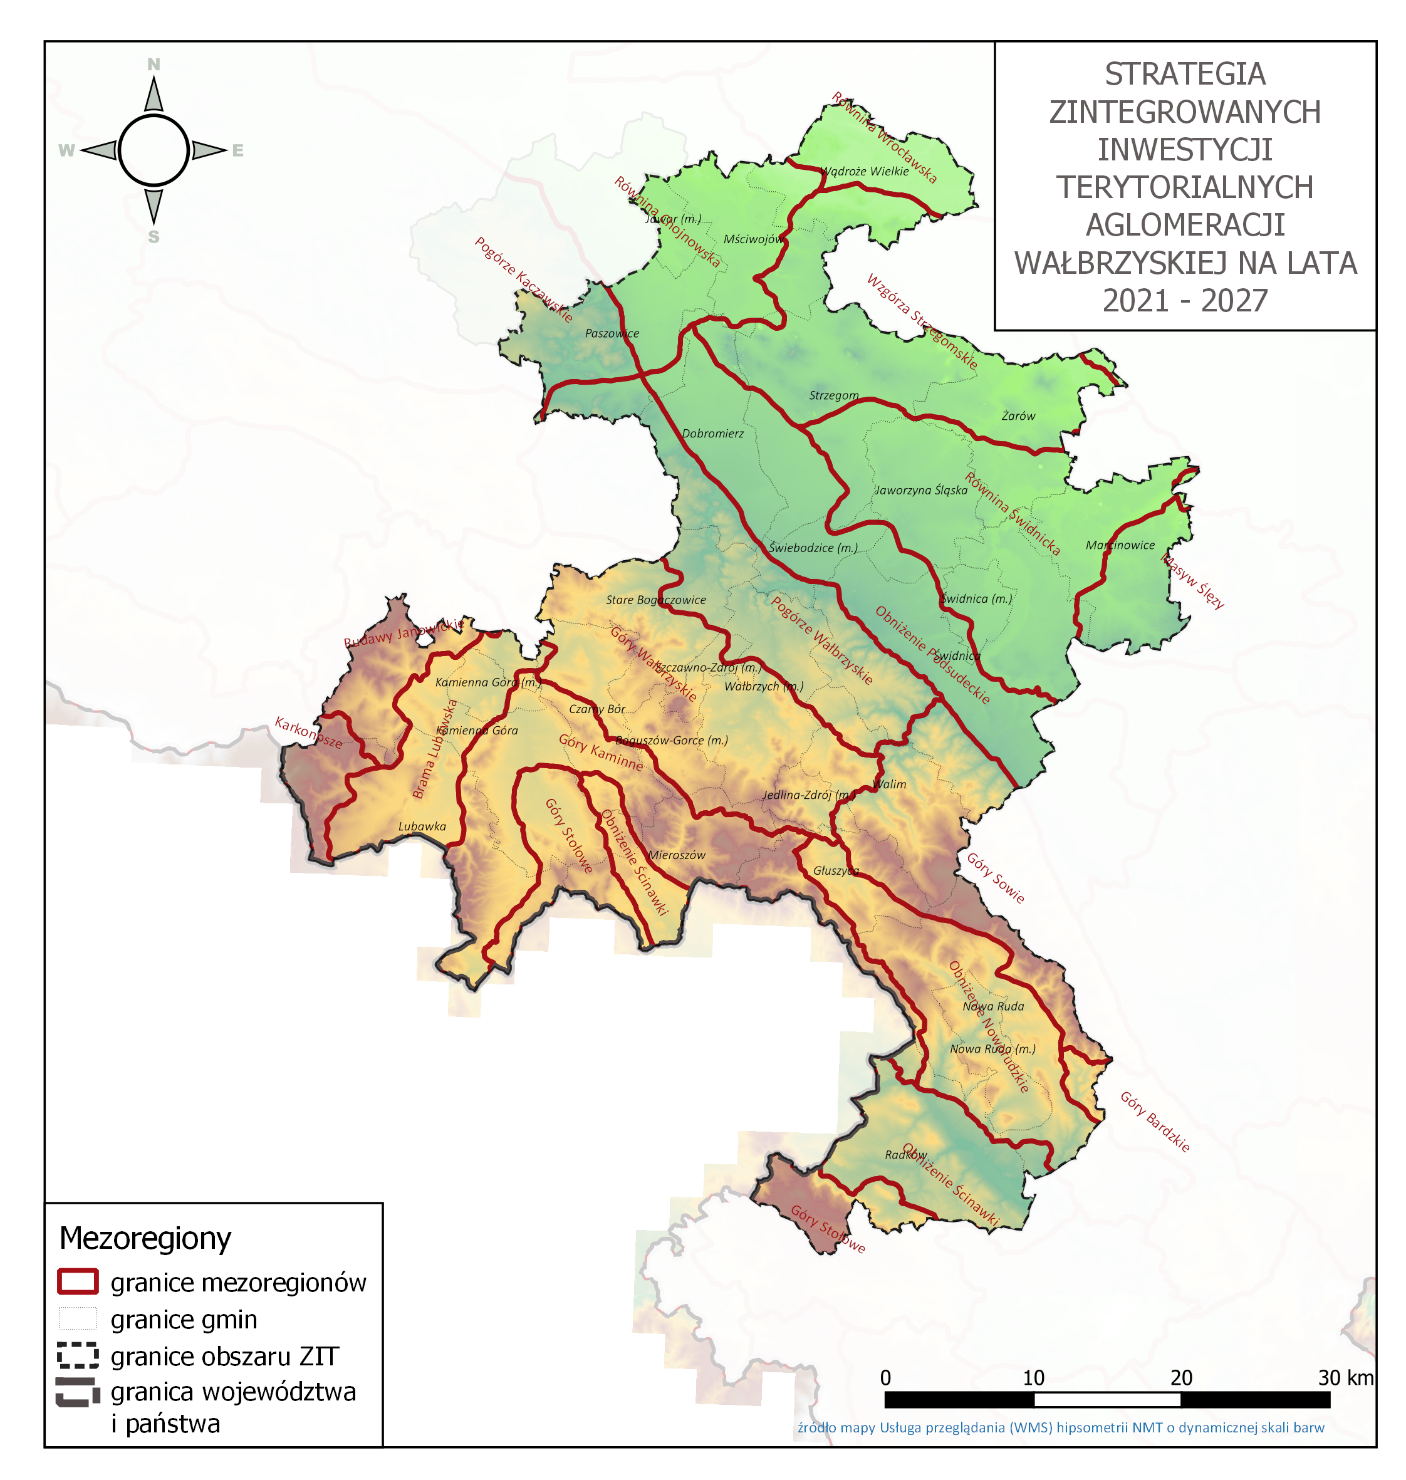 N
W
E
S
STRATEGIA
ZINTEGROWANYCH
INWESTYCJI
TERYTORIALNYCH
AGLOMERACJI
WAŁBRZYSKIEJ NA LATA
2021 - 2027
Równina Wrocławska
Wądroże Wielkie
Równina Chojnowska
Jawor (m.)
Mściwojów
Pogórze Kaczawskie
Wzgórza Strzegomskie
Paszowice
Strzegom
Żarów
Dobromierz
Jaworzyna Śląska
Równina Świdnicka
Świebodzice (m.)
Marcinowice
Masyw Ślęzy
Stare Bogaczowice
Świdnica (m.)
Pogórze Wałbrzyskie
Obniżenie Podsudeckie
Rudawy Janowickie
Góry Wałbrzyskie
Szczawno-Zdrój (m.)
Świdnica
Kamienna Góra (m.)
Wałbrzych (m.)
Czarny Bór
Karkonosze
Brama Lubawska
Kamienna Góra
Góry Kaminne
Boguszów-Gorce (m.)
Jedlina-Zdrój (m.)
Walim
Lubawka
Góry Stołowe
Obniżenie Ścinawki
Mieroszów
Głuszyca
Góry Sowie
Obniżenie Noworudzkie
Nowa Ruda
Nowa Ruda (m.)
Góry Bardzkie
Radków
Obniżenie Ścinawki
Góry Stołowe
Mezoregiony
granice mezoregionów
granice gmin
granice obszaru ZIT
granica województwa
i państwa
0 10 20 30 km
źródło mapy Usługa przeglądania (WMS) hipsometrii NMT o dynamicznej skali barw